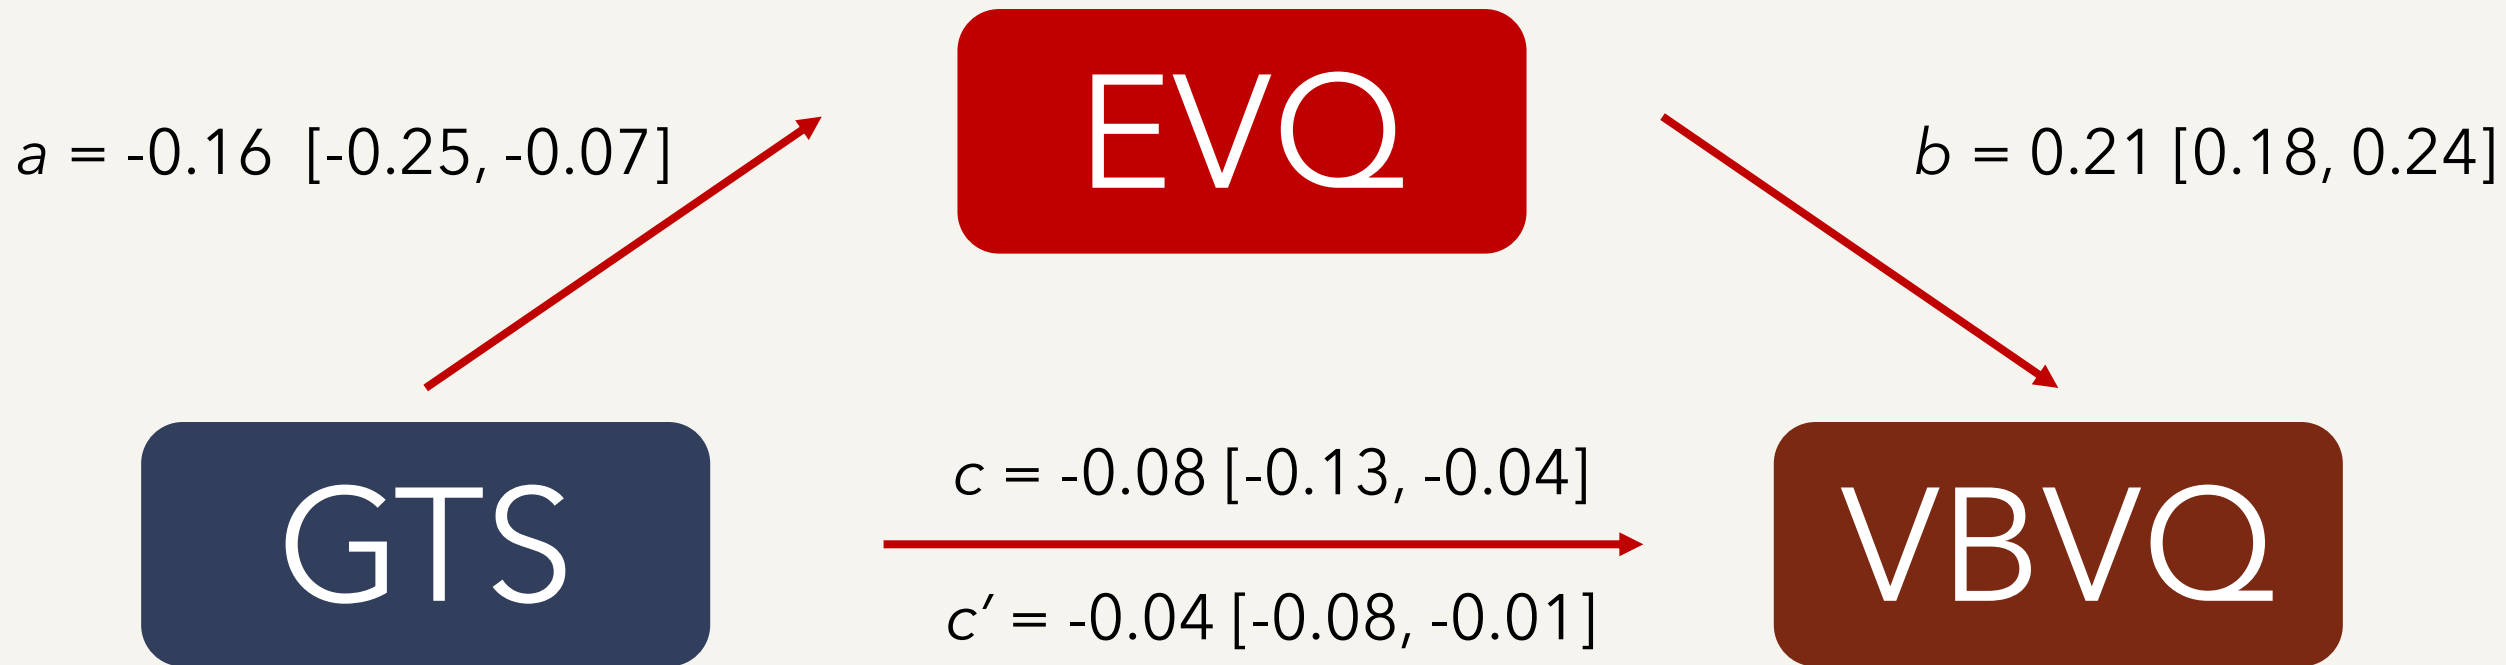 EVQ
a = -0.16 [-0.25, -0.07]
b = 0.21 [0.18, 0.24]
c = -0.08 [-0.13, -0.04]
GTS
VBVQ
c′ = -0.04 [-0.08, -0.01]